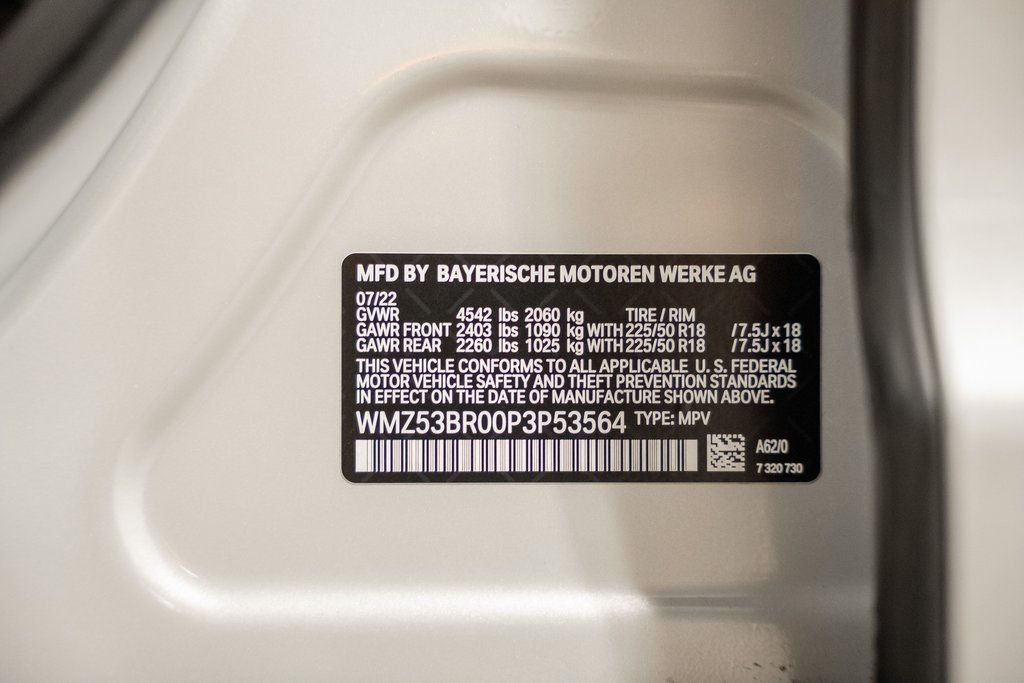 MFD BY BAYERISCHE MOTOREN WERKE AG
07/22
GVWR 4542 lbs 2060 kg TIRE / RIM
GAWR FRONT 2403 lbs 1090 kg WITH 225/50 R18 /7.5J x 18
GAWR REAR 2260 lbs 1025 kg WITH 225/50 R18 /7.5J x 18
THIS VEHICLE CONFORMS TO ALL APPLICABLE U. S. FEDERAL
MOTOR VEHICLE SAFETY AND THEFT PREVENTION STANDARDS
IN EFFECT ON THE DATE OF MANUFACTURE SHOWN ABOVE.
WMZ53BR00P3P53564 TYPE: MPV
A62/0
7 320 730